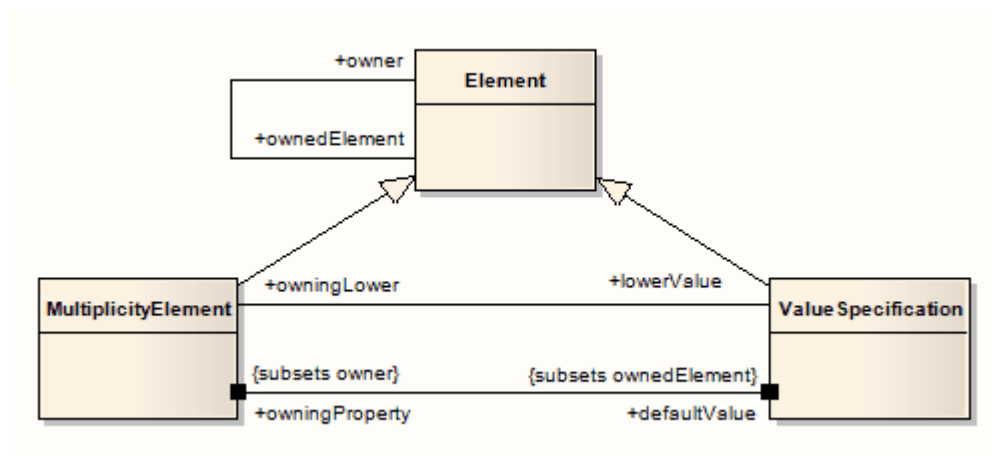 +owner
Element
+ownedElement
+owningLower
+lowerValue
MultiplicityElement
ValueSpecification
{subsets owner}
{subsets ownedElement}
+owningProperty
+defaultValue